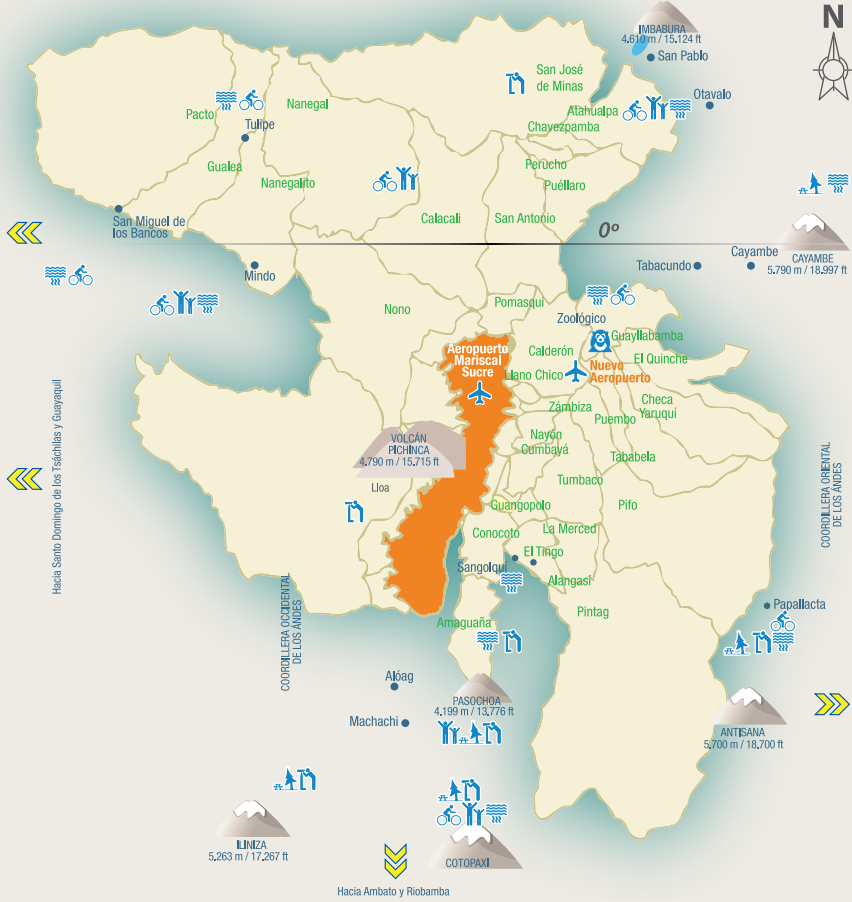 IMBABURA
4.610 m / 15.124 ft
San Pablo
N
San José
de Minas
Otavalo
Pacto
Nanegal
Atahualpa
Chavezpamba
Tulipe
Gualea
Nanegalito
Perucho
Puéllaro
San Miguel de
los Bancos
Calacali
San Antonio
0º
Mindo
Tabacundo
Cayambe
CAYAMBE
5.790 m / 18.997 ft
Nono
Pomasqui
Zoológico
Guayllabamba
Aeropuerto
Mariscal
Sucre
Calderón
El Quinche
Llano Chico
Nuevo
Aeropuerto
Zámbiza
Checa
Yaruquí
Puembo
VOLCÁN
PICHINCA
4.790 m / 15.715 ft
Nayón
Cumbayá
Tababela
Lloa
Tumbaco
Guangopolo
Pifo
Conocoto
La Merced
El Tingo
Sangolqui
Alangasí
Pintag
Papallacta
Amaguaña
Hacia Santo Domingo de los Tsáchilas y Guayaquil
COORDILLERA OCCIDENTAL
DE LOS ANDES
COORDILLERA ORIENTAL
DE LOS ANDES
Alóag
Machachi
PASOCHOA
4.199 m / 13.776 ft
ANTISANA
5.700 m / 18.700 ft
ILINIZA
5.263 m / 17.267 ft
COTOPAXI
Hacia Ambato y Riobamba